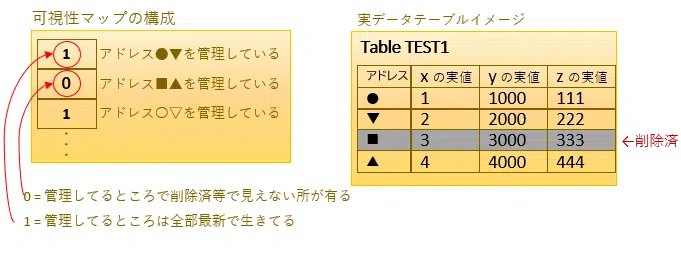 可視性マップの構成
1 アドレス●▼を管理している
0 アドレス■▲を管理している
1 アドレス〇▽を管理している
0 = 管理してるところで削除済等で見えない所が有る
1 = 管理してるところは全部最新で生きてる
実データテーブルイメージ
Table TEST1
アドレス x の実値 y の実値 z の実値
● 1 1000 111
▼ 2 2000 222
■ 3 3000 333 ←削除済
▲ 4 4000 444